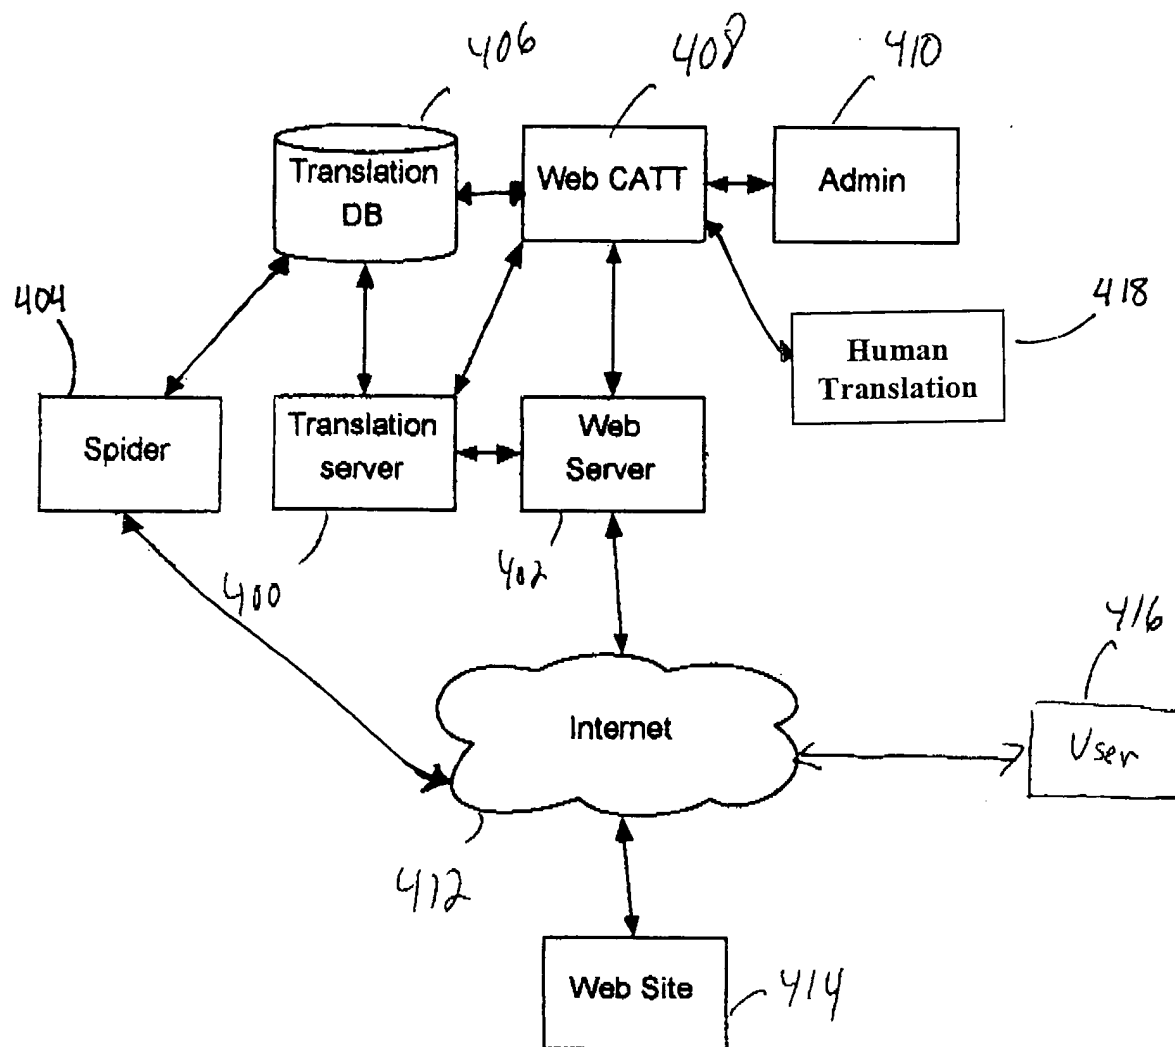 406
408
410
Translation
DB
Web CATT
Admin
404
418
Human
Translation
Spider
Translation
server
Web
Server
400
402
416
Internet
User
412
Web Site
414